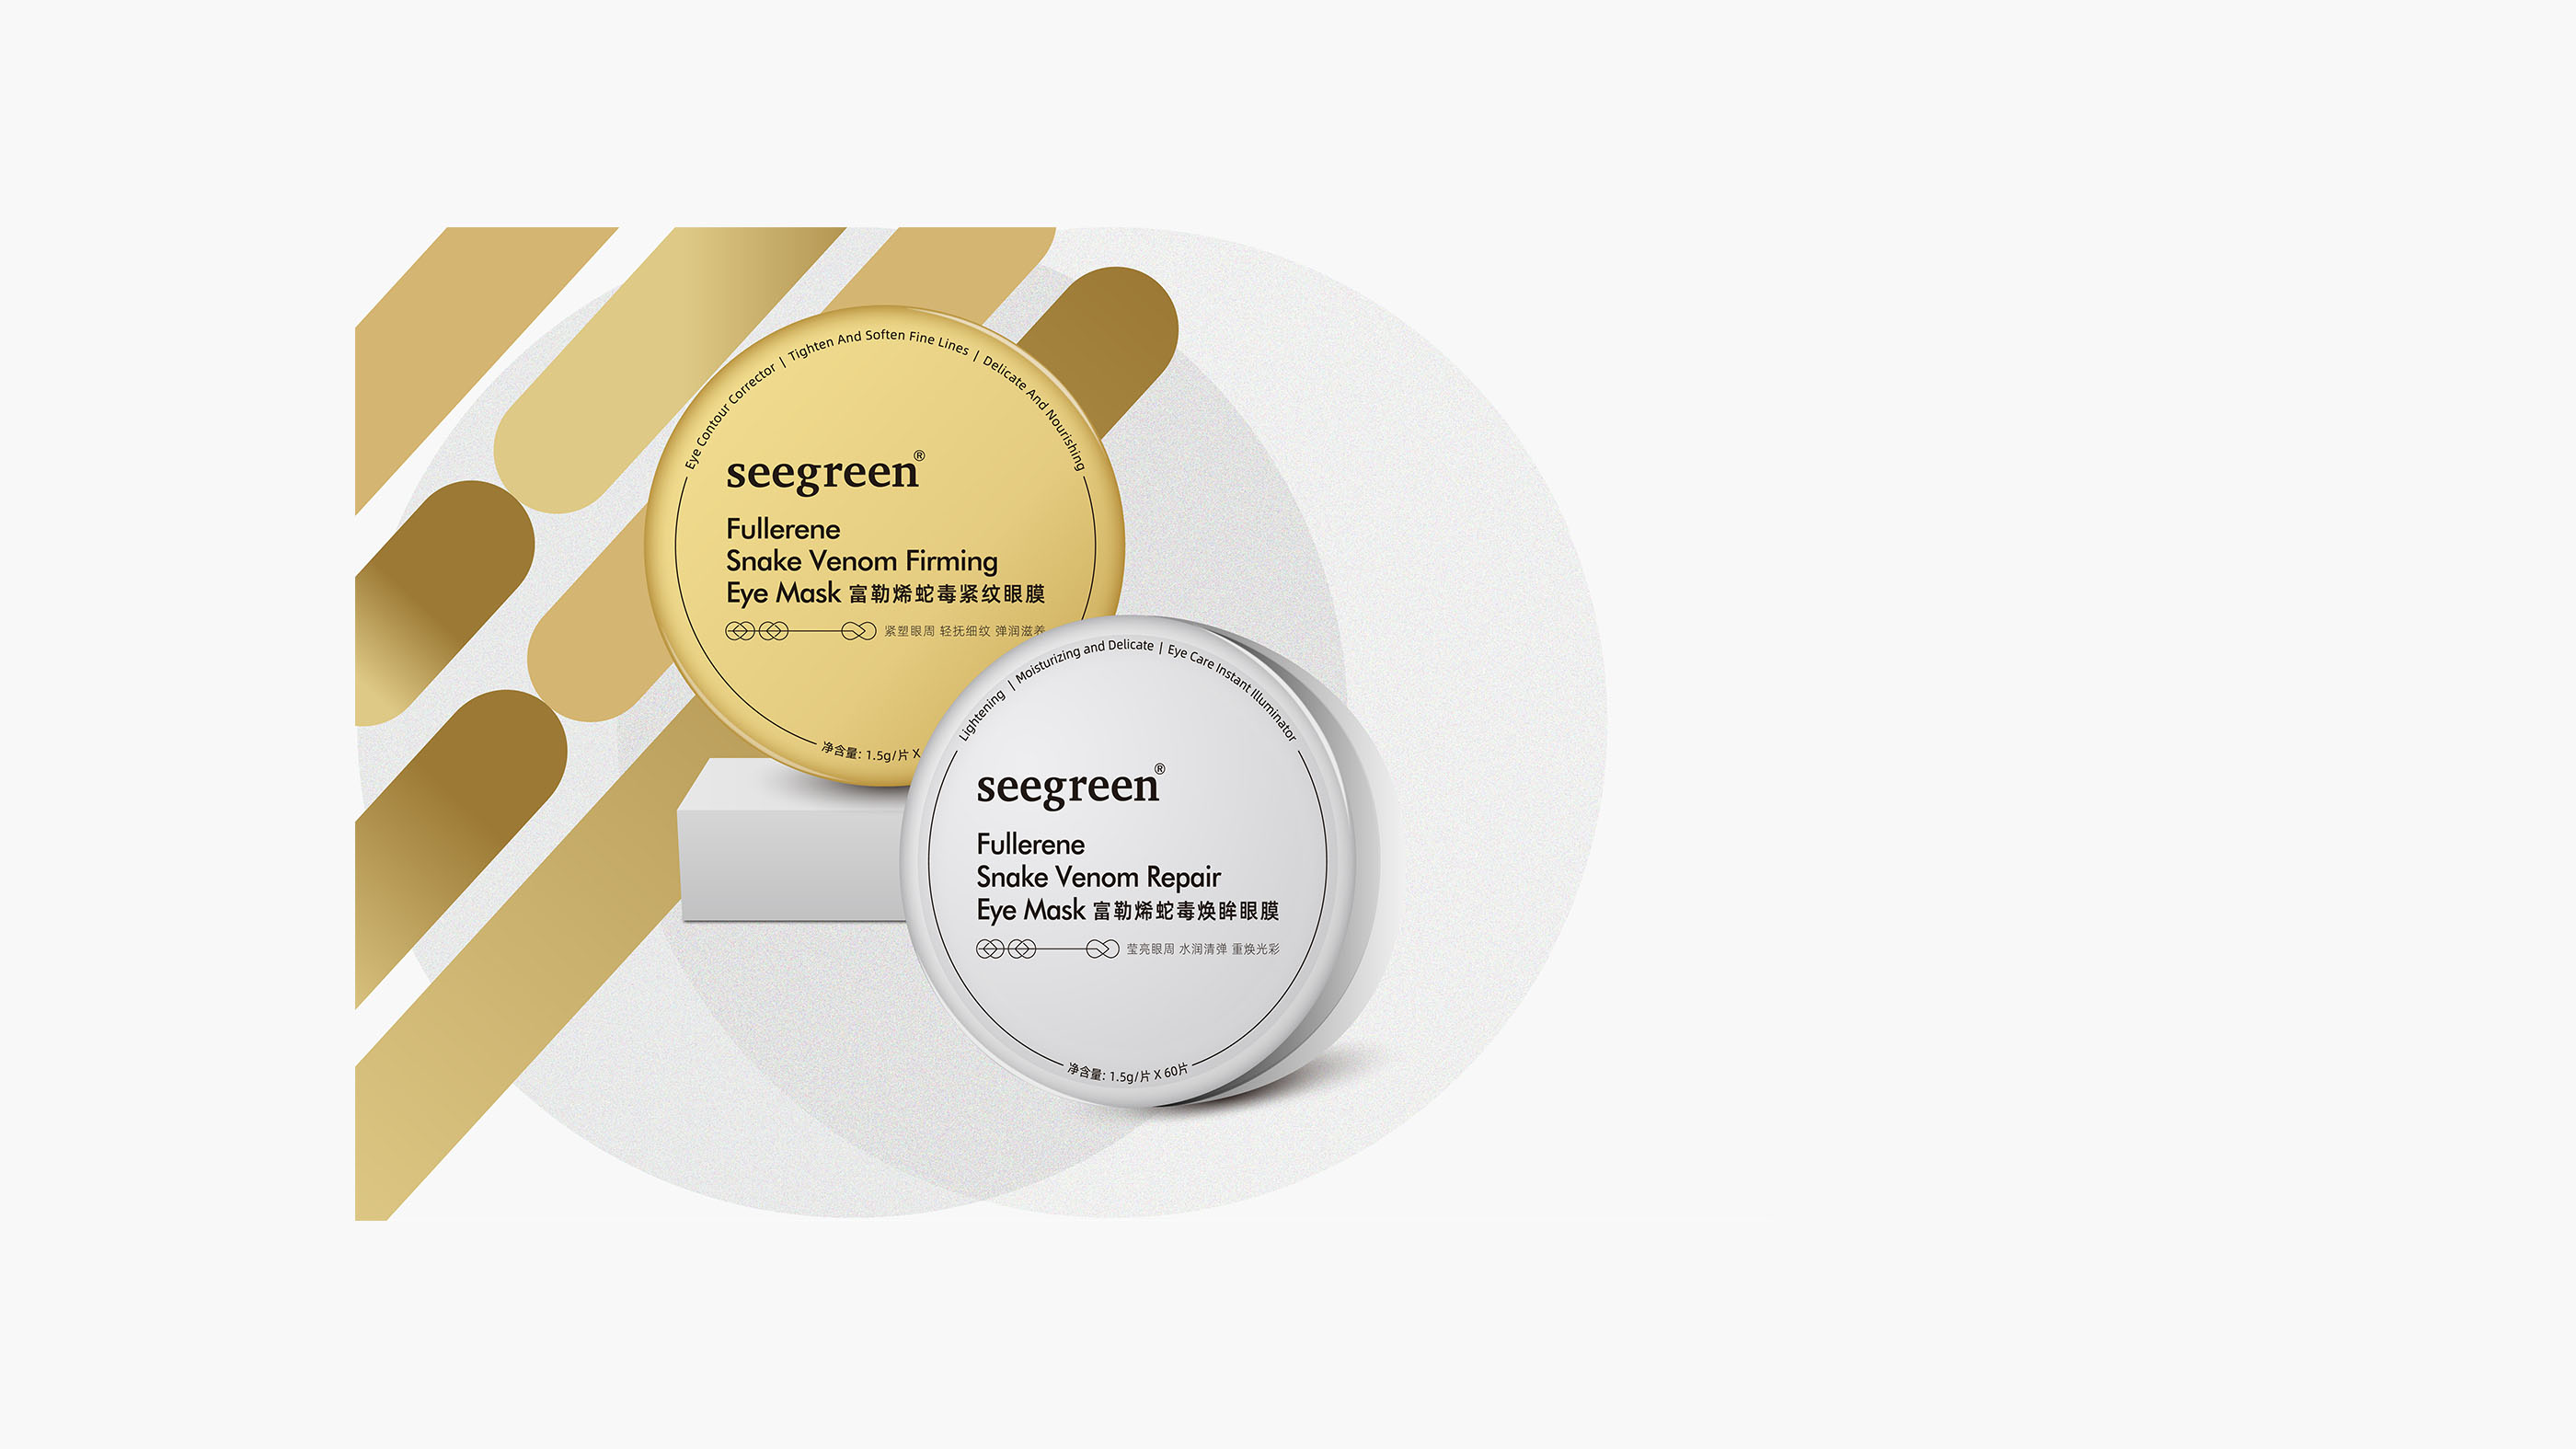 Eye Contour Corrector | Tighten And Soften Fine Lines | Delicate And Nourishing
seegreen®
Fullerene
Snake Venom Firming
Eye Mask 富勒烯蛇毒紧纹眼膜
紧塑眼周 轻抚细纹 弹润滋养
净含量: 1.5g/片 X
Lightening | Moisturizing and Delicate | Eye Care Instant Illuminator
seegreen®
Fullerene
Snake Venom Repair
Eye Mask 富勒烯蛇毒焕眸眼膜
莹亮眼周 水润清弹 重焕光彩
净含量: 1.5g/片 X 60片